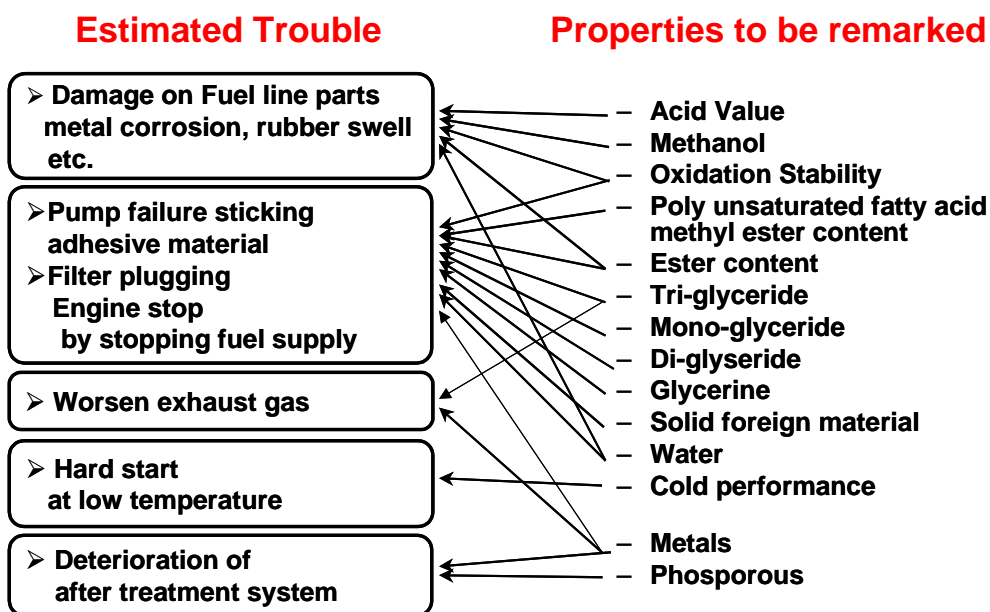 Estimated Trouble
Properties to be remarked
➢ Damage on Fuel line parts
metal corrosion, rubber swell
etc.
➢Pump failure sticking
adhesive material
➢Filter plugging
Engine stop
by stopping fuel supply
➢ Worsen exhaust gas
➢ Hard start
at low temperature
➢ Deterioration of
after treatment system
– Acid Value
– Methanol
– Oxidation Stability
– Poly unsaturated fatty acid
methyl ester content
– Ester content
– Tri-glyceride
– Mono-glyceride
– Di-glyseride
– Glycerine
– Solid foreign material
– Water
– Cold performance
– Metals
– Phosporous